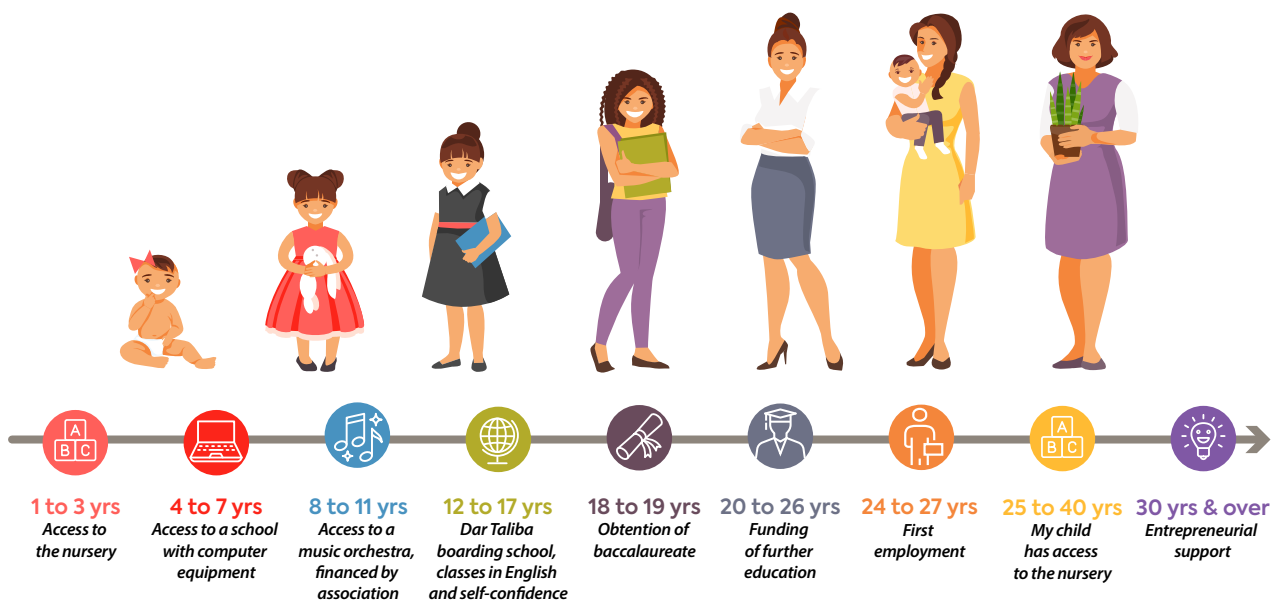 A
B C
1 to 3 yrs
Access to
the nursery
4 to 7 yrs
Access to a school
with computer
equipment
8 to 11 yrs
Access to a
music orchestra,
financed by
association
12 to 17 yrs
Dar Taliba
boarding school,
classes in English
and self-confidence
18 to 19 yrs
Obtention of
baccalaureate
20 to 26 yrs
Funding
of further
education
24 to 27 yrs
First
employment
A
B C
25 to 40 yrs
My child
has access
to the nursery
30 yrs & over
Entrepreneurial
support